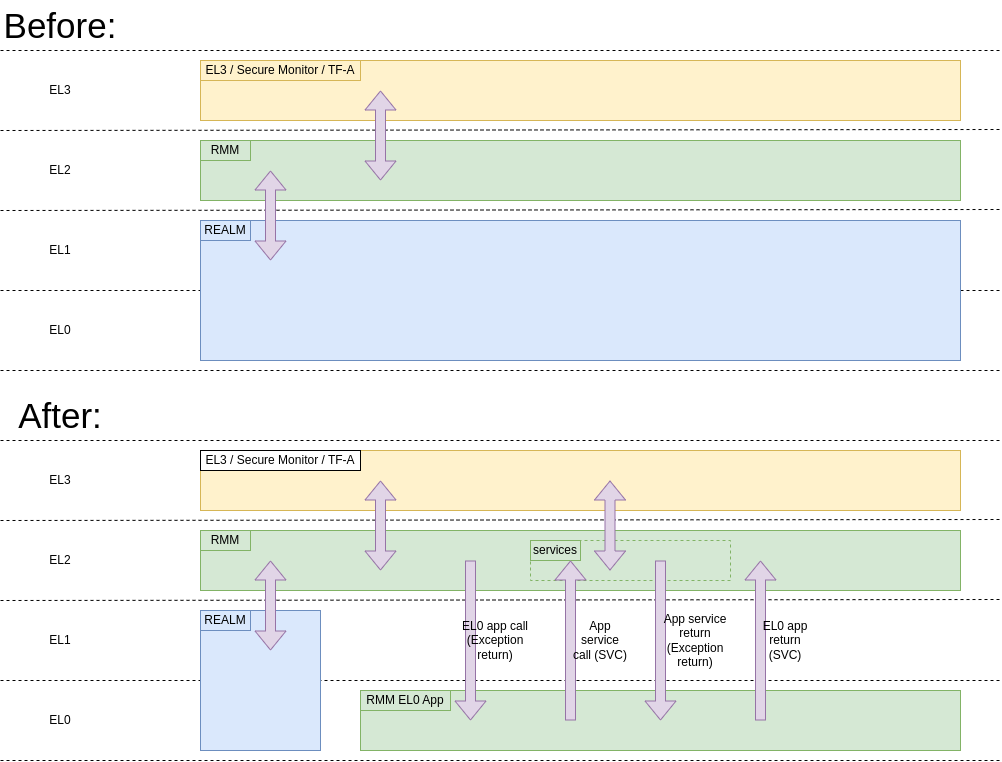 Before:
EL3
EL3 / Secure Monitor / TF-A
EL2
RMM
EL1
REALM
EL0
After:
EL3
EL3 / Secure Monitor / TF-A
EL2
RMM
services
EL1
REALM
EL0 app call
(Exception
return)
App
service
call (SVC)
App service
return
(Exception
return)
EL0 app
return
(SVC)
EL0
RMM EL0 App